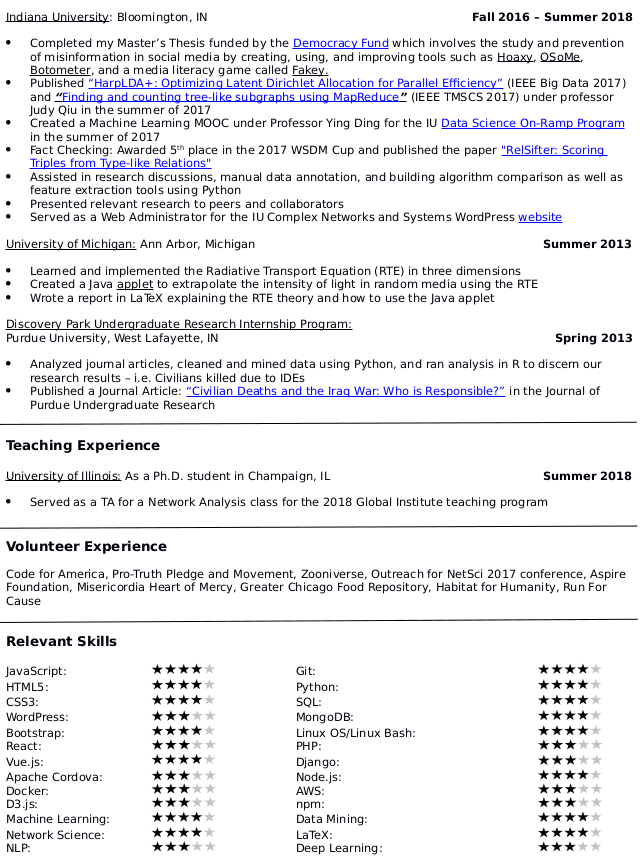 Indiana University: Bloomington, IN Fall 2016 – Summer 2018
• Completed my Master's Thesis funded by the Democracy Fund which involves the study and prevention
of misinformation in social media by creating, using, and improving tools such as Hoaxy, OSoMe,
Botometer, and a media literacy game called Fakey.
• Published “HarpLDA+: Optimizing Latent Dirichlet Allocation for Parallel Efficiency” (IEEE Big Data 2017)
and “Finding and counting tree-like subgraphs using MapReduce” (IEEE TMSCS 2017) under professor
Judy Qiu in the summer of 2017
• Created a Machine Learning MOOC under Professor Ying Ding for the IU Data Science On-Ramp Program
in the summer of 2017
• Fact Checking: Awarded 5th place in the 2017 WSDM Cup and published the paper "RelSifter: Scoring
Triples from Type-like Relations"
• Assisted in research discussions, manual data annotation, and building algorithm comparison as well as
feature extraction tools using Python
• Presented relevant research to peers and collaborators
• Served as a Web Administrator for the IU Complex Networks and Systems WordPress website
University of Michigan: Ann Arbor, Michigan Summer 2013
• Learned and implemented the Radiative Transport Equation (RTE) in three dimensions
• Created a Java applet to extrapolate the intensity of light in random media using the RTE
• Wrote a report in LaTeX explaining the RTE theory and how to use the Java applet
Discovery Park Undergraduate Research Internship Program:
Purdue University, West Lafayette, IN Spring 2013
• Analyzed journal articles, cleaned and mined data using Python, and ran analysis in R to discern our
research results – i.e. Civilians killed due to IDEs
• Published a Journal Article: “Civilian Deaths and the Iraq War: Who is Responsible?” in the Journal of
Purdue Undergraduate Research
Teaching Experience
University of Illinois: As a Ph.D. student in Champaign, IL Summer 2018
• Served as a TA for a Network Analysis class for the 2018 Global Institute teaching program
Volunteer Experience
Code for America, Pro-Truth Pledge and Movement, Zooniverse, Outreach for NetSci 2017 conference, Aspire
Foundation, Misericordia Heart of Mercy, Greater Chicago Food Repository, Habitat for Humanity, Run For
Cause
Relevant Skills
JavaScript: ★★★★★ Git: ★★★★★
HTML5: ★★★★★ Python: ★★★★★
CSS3: ★★★★★ SQL: ★★★★★
WordPress: ★★★★★ MongoDB: ★★★★★
Bootstrap: ★★★★★ Linux OS/Linux Bash: ★★★★★
React: ★★★★★ PHP: ★★★★★
Vue.js: ★★★★★ Django: ★★★★★
Apache Cordova: ★★★★★ Node.js: ★★★★★
Docker: ★★★★★ AWS: ★★★★★
D3.js: ★★★★★ npm: ★★★★★
Machine Learning: ★★★★★ Data Mining: ★★★★★
Network Science: ★★★★★ LaTeX: ★★★★★
NLP: ★★★★★ Deep Learning: ★★★★★